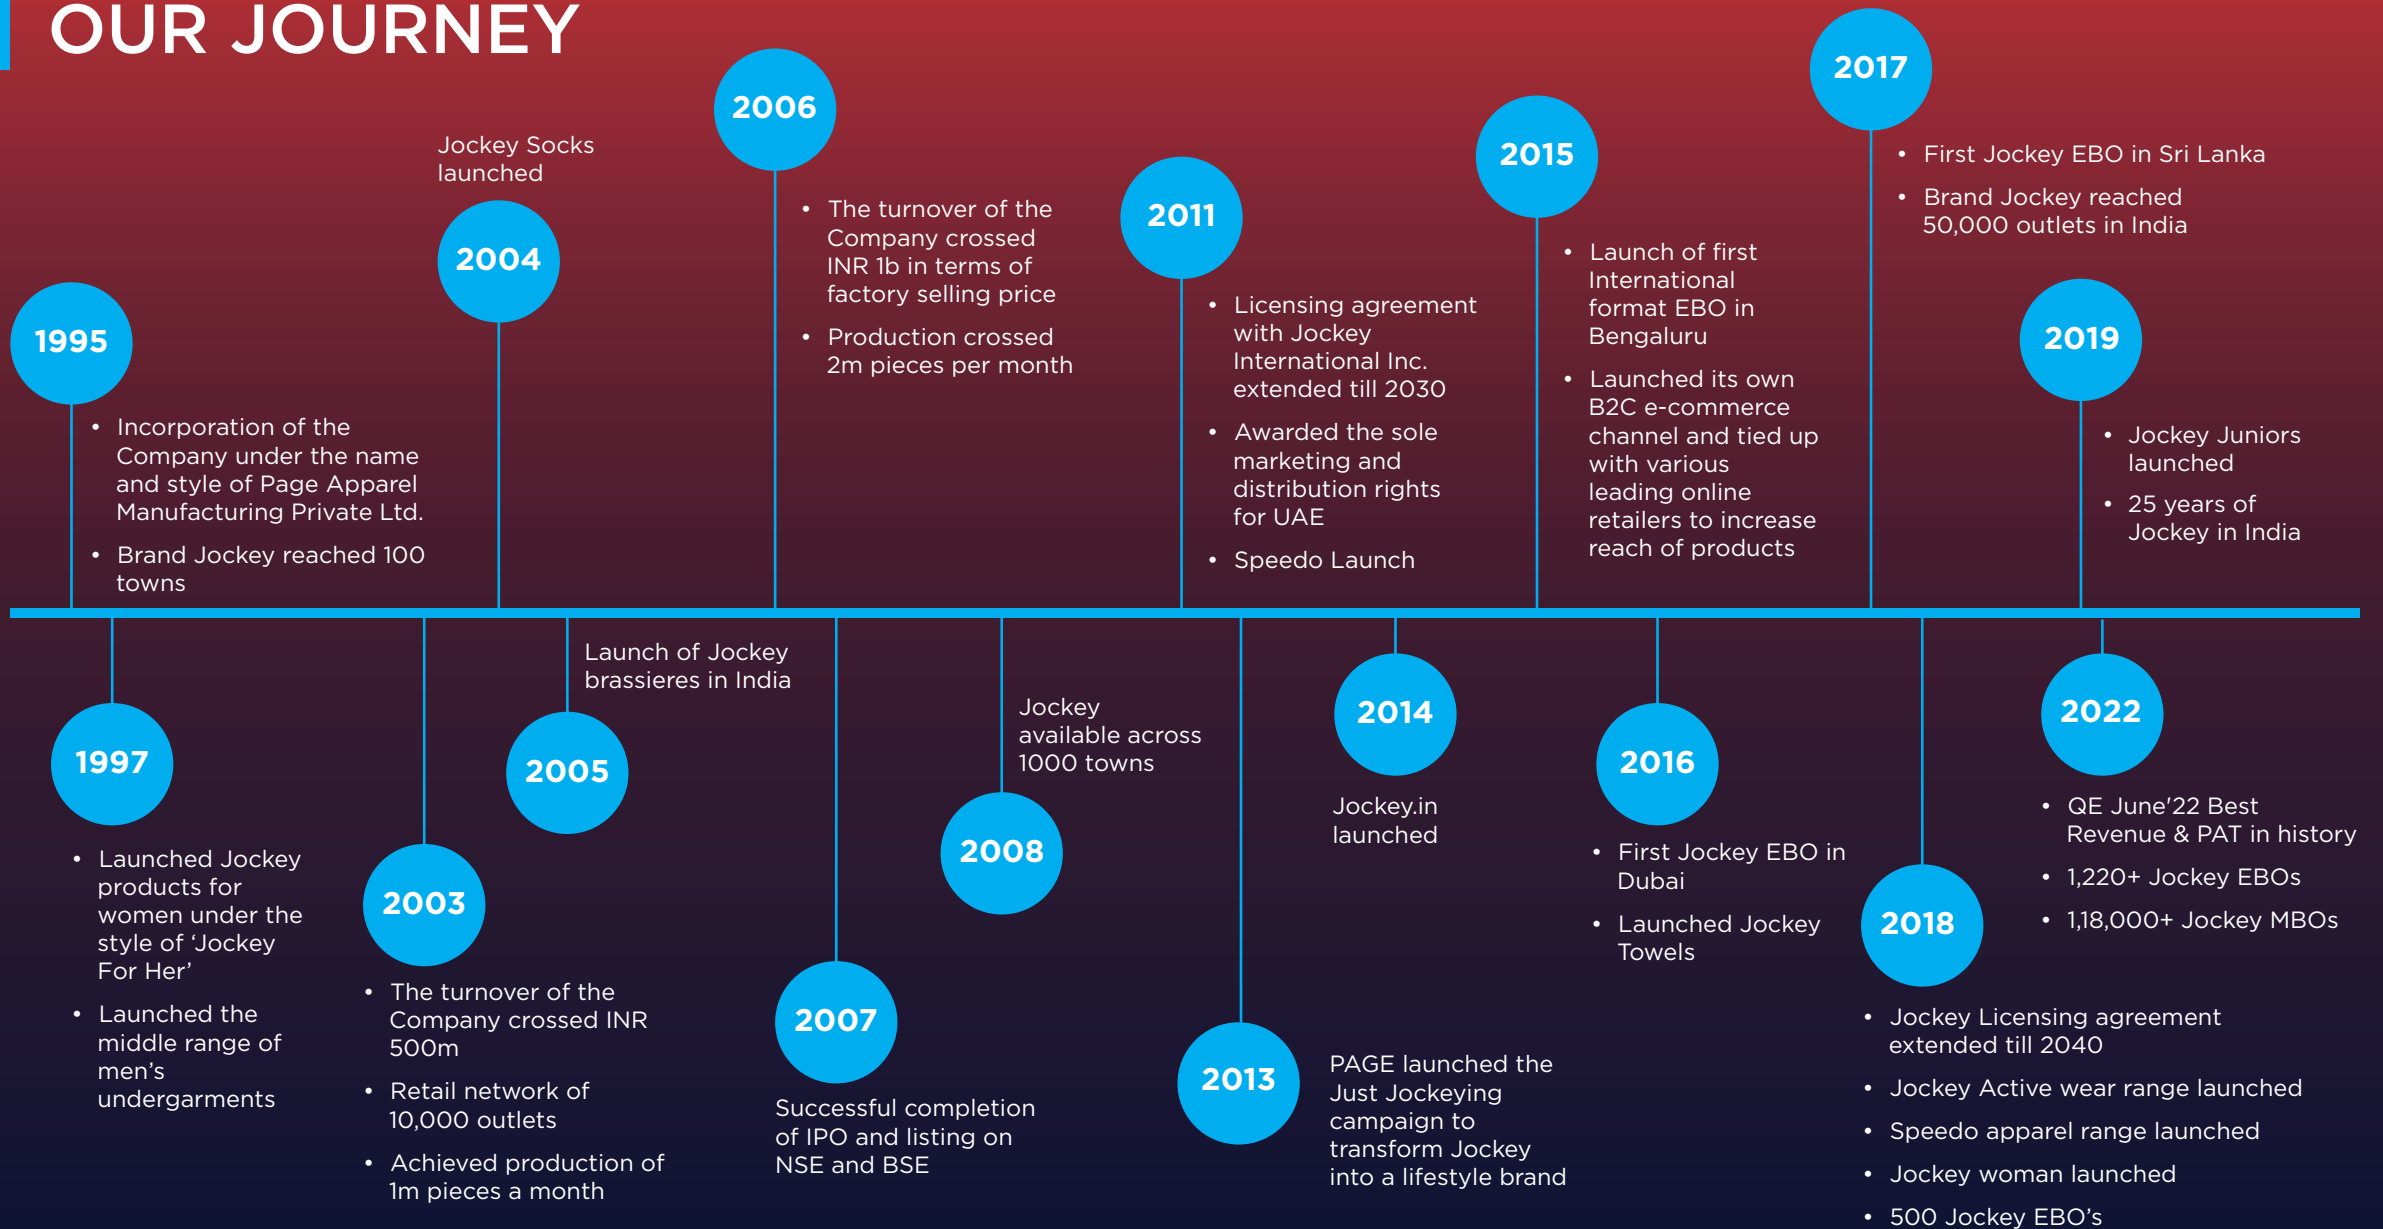 OUR JOURNEY
1995
• Incorporation of the
Company under the name
and style of Page Apparel
Manufacturing Private Ltd.
• Brand Jockey reached 100
towns
1997
• Launched Jockey
products for
women under the
style of ‘Jockey
For Her’
• Launched the
middle range of
men’s
undergarments
2003
• The turnover of the
Company crossed INR
500m
• Retail network of
10,000 outlets
• Achieved production of
1m pieces a month
Jockey Socks
launched
2004
Launch of Jockey
brassieres in India
2005
2006
• The turnover of the
Company crossed
INR 1b in terms of
factory selling price
• Production crossed
2m pieces per month
2007
Successful completion
of IPO and listing on
NSE and BSE
Jockey
available across
1000 towns
2008
2011
• Licensing agreement
with Jockey
International Inc.
extended till 2030
• Awarded the sole
marketing and
distribution rights
for UAE
• Speedo Launch
2013
PAGE launched the
Just Jockeying
campaign to
transform Jockey
into a lifestyle brand
2014
Jockey.in
launched
2015
• Launch of first
International
format EBO in
Bengaluru
• Launched its own
B2C e-commerce
channel and tied up
with various
leading online
retailers to increase
reach of products
2016
• First Jockey EBO in
Dubai
• Launched Jockey
Towels
2017
• First Jockey EBO in Sri Lanka
• Brand Jockey reached
50,000 outlets in India
2018
• Jockey Licensing agreement
extended till 2040
• Jockey Active wear range launched
• Speedo apparel range launched
• Jockey woman launched
• 500 Jockey EBO’s
2019
• Jockey Juniors
launched
• 25 years of
Jockey in India
2022
• QE June'22 Best
Revenue & PAT in history
• 1,220+ Jockey EBOs
• 1,18,000+ Jockey MBOs